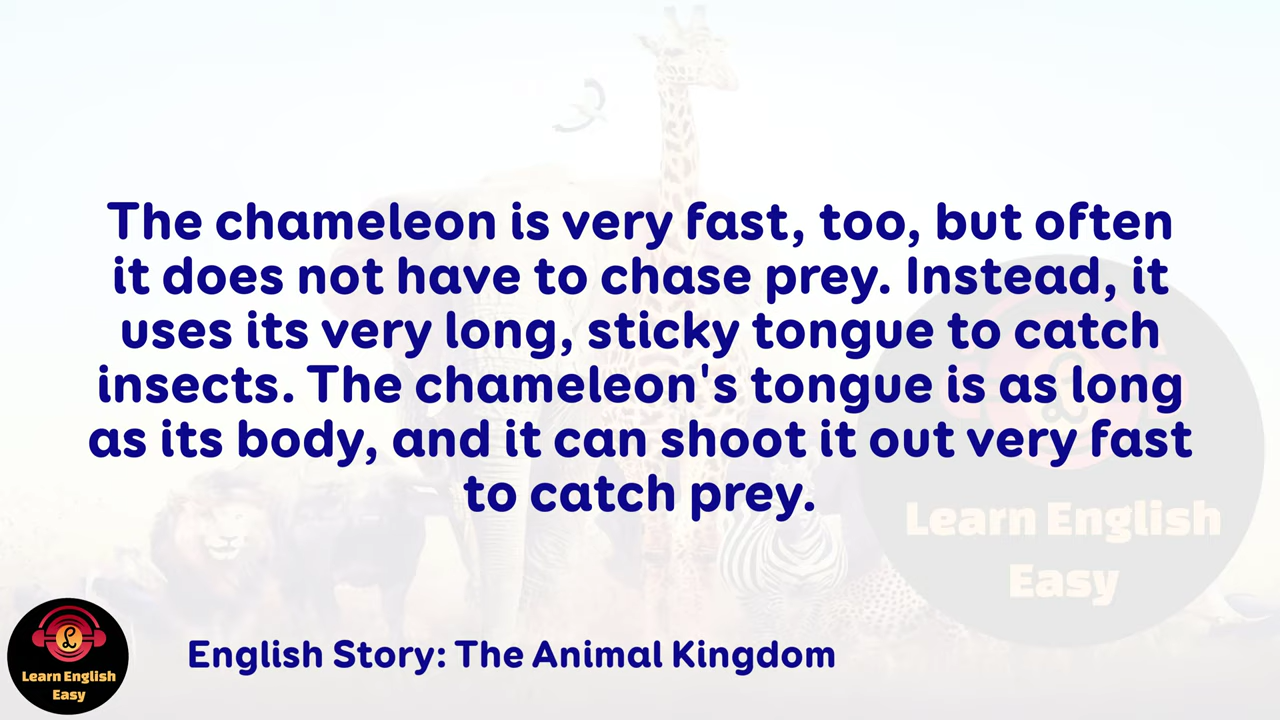 The chameleon is very fast, too, but often
it does not have to chase prey. Instead, it
uses its very long, sticky tongue to catch
insects. The chameleon's tongue is as long
as its body, and it can shoot it out very fast
to catch prey.
Learn English
Easy
English Story: The Animal Kingdom
L
Learn English
Easy